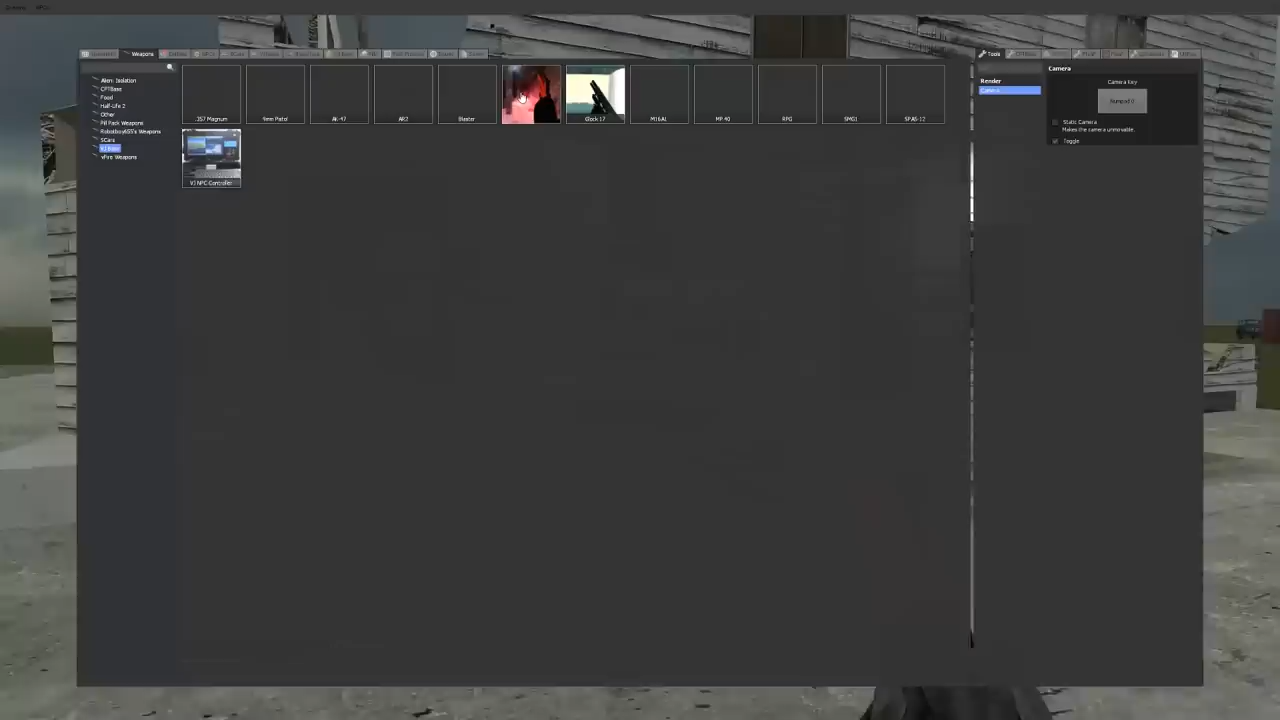 Weapons
Tools
Alien: Isolation
CPTBase
Food
Half-Life 2
Other
Pill Pack Weapons
Robotboy655's Weapons
SCars
VJ Base
vFire Weapons
.357 Magnum
9mm Pistol
AK-47
AR2
Blaster
Glock 17
M16A1
MP 40
RPG
SMG1
SPAS-12
VJ NPC Controller
Render
Camera
Camera
Camera Key
Numpad 0
Static Camera
Makes the camera unmovable.
Toggle